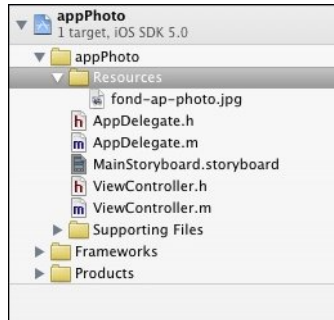 appPhoto
1 target, iOS SDK 5.0
appPhoto
Resources
fond-ap-photo.jpg
h AppDelegate.h
m AppDelegate.m
MainStoryboard.storyboard
h ViewController.h
m ViewController.m
Supporting Files
Frameworks
Products